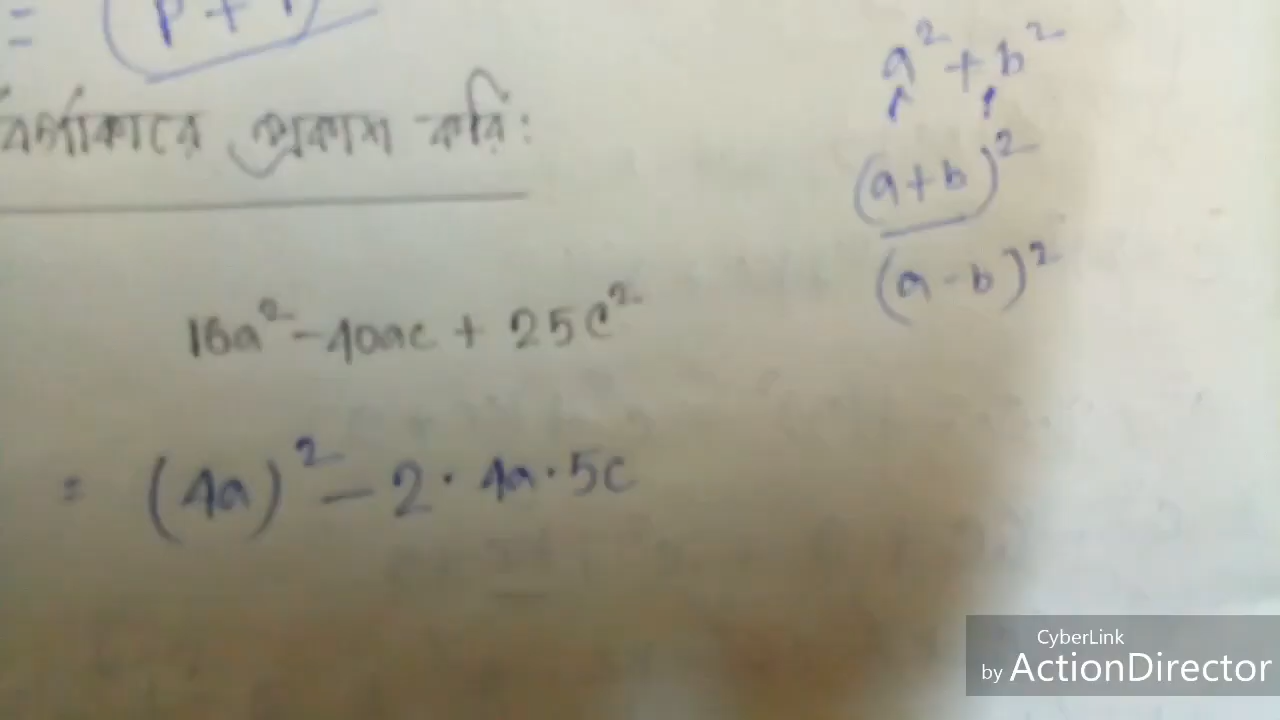 = P + 1
a² + b²
বর্গাকারে প্রকাশ করি:
(a+b)²
(a-b)²
16a² - 40ac + 25c²
= (4a)² - 2 · 4a · 5c
CyberLink
by ActionDirector